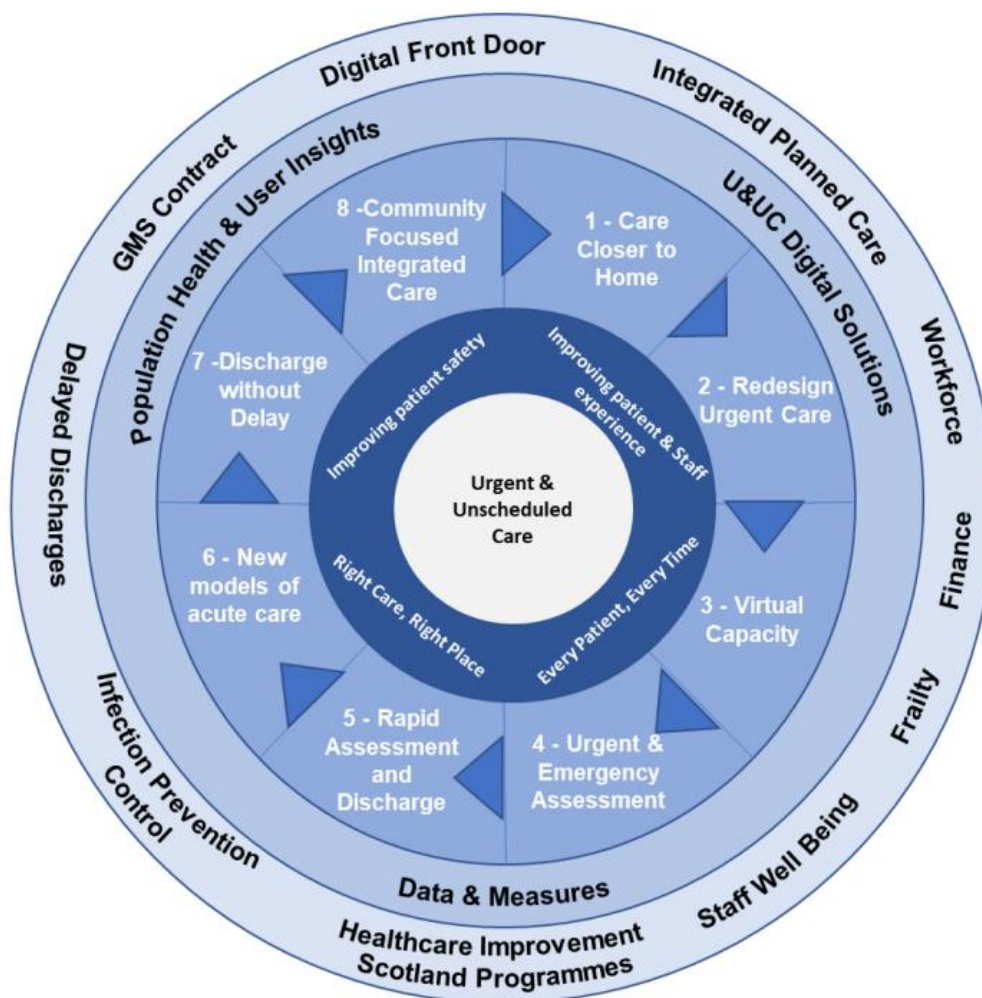 Digital Front Door
Integrated Planned Care
Workforce
Finance
Frailty
Staff Well Being
Healthcare Improvement
Scotland Programmes
Infection Prevention
Control
Delayed Discharges
GMS Contract
Population Health & User Insights
U&UC Digital Solutions
Data & Measures
1 - Care
Closer to
Home
2 - Redesign
Urgent Care
3 - Virtual
Capacity
4 - Urgent &
Emergency
Assessment
5 - Rapid
Assessment
and
Discharge
6 - New
models of
acute care
7 -Discharge
without
Delay
8 -Community
Focused
Integrated
Care
Improving patient safety
Improving patient & Staff
experience
Every Patient, Every Time
Right Care, Right Place
Urgent &
Unscheduled
Care